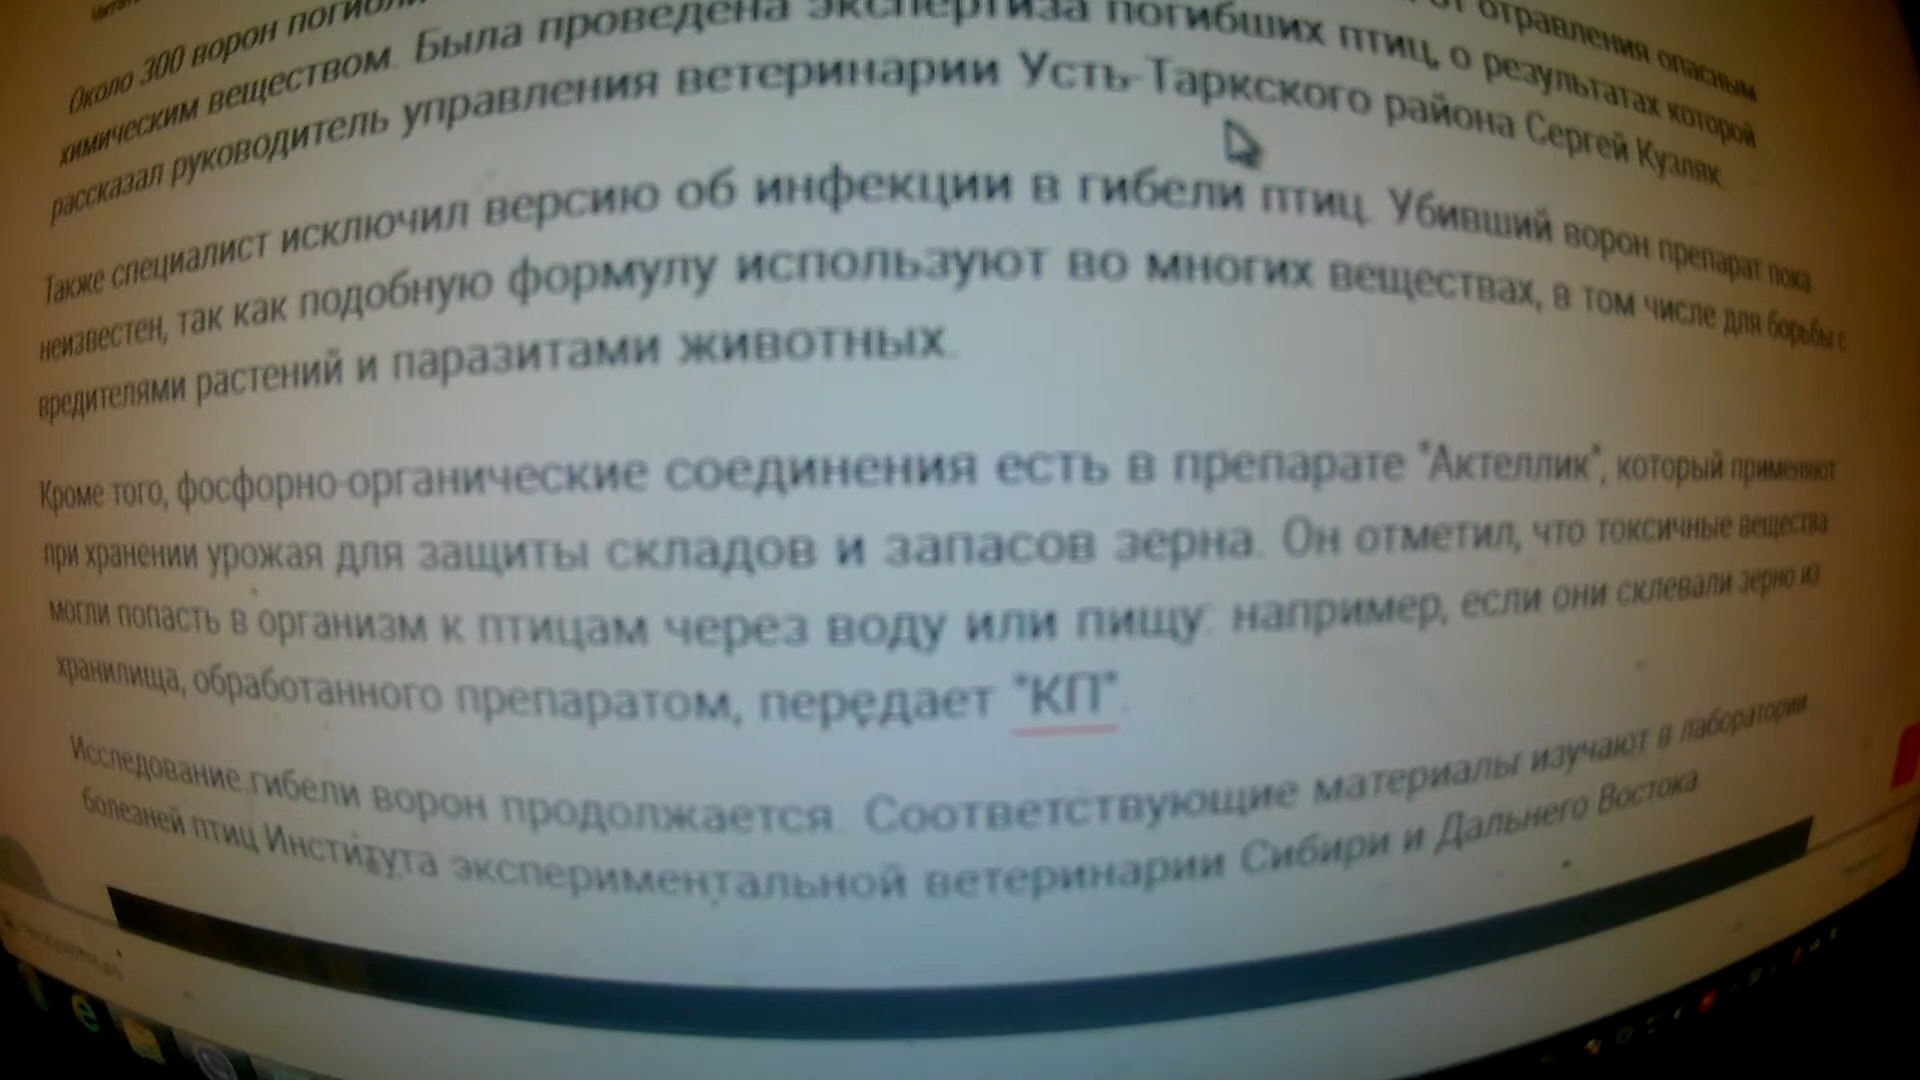 Около 300 ворон погибли от отравления опасным
химическим веществом. Была проведена экспертиза погибших птиц, о результатах которой
рассказал руководитель управления ветеринарии Усть-Таркского района Сергей Кузляк.
Также специалист исключил версию об инфекции в гибели птиц. Убивший ворон препарат пока
неизвестен, так как подобную формулу используют во многих веществах, в том числе для борьбы с
вредителями растений и паразитами животных.
Кроме того, фосфорно-органические соединения есть в препарате "Актеллик", который применяют
при хранении урожая для защиты складов и запасов зерна. Он отметил, что токсичные вещества
могли попасть в организм к птицам через воду или пищу: например, если они склевали зерно из
хранилища, обработанного препаратом, передает "КП".
Исследование гибели ворон продолжается. Соответствующие материалы изучают в лаборатории
болезней птиц Института экспериментальной ветеринарии Сибири и Дальнего Востока